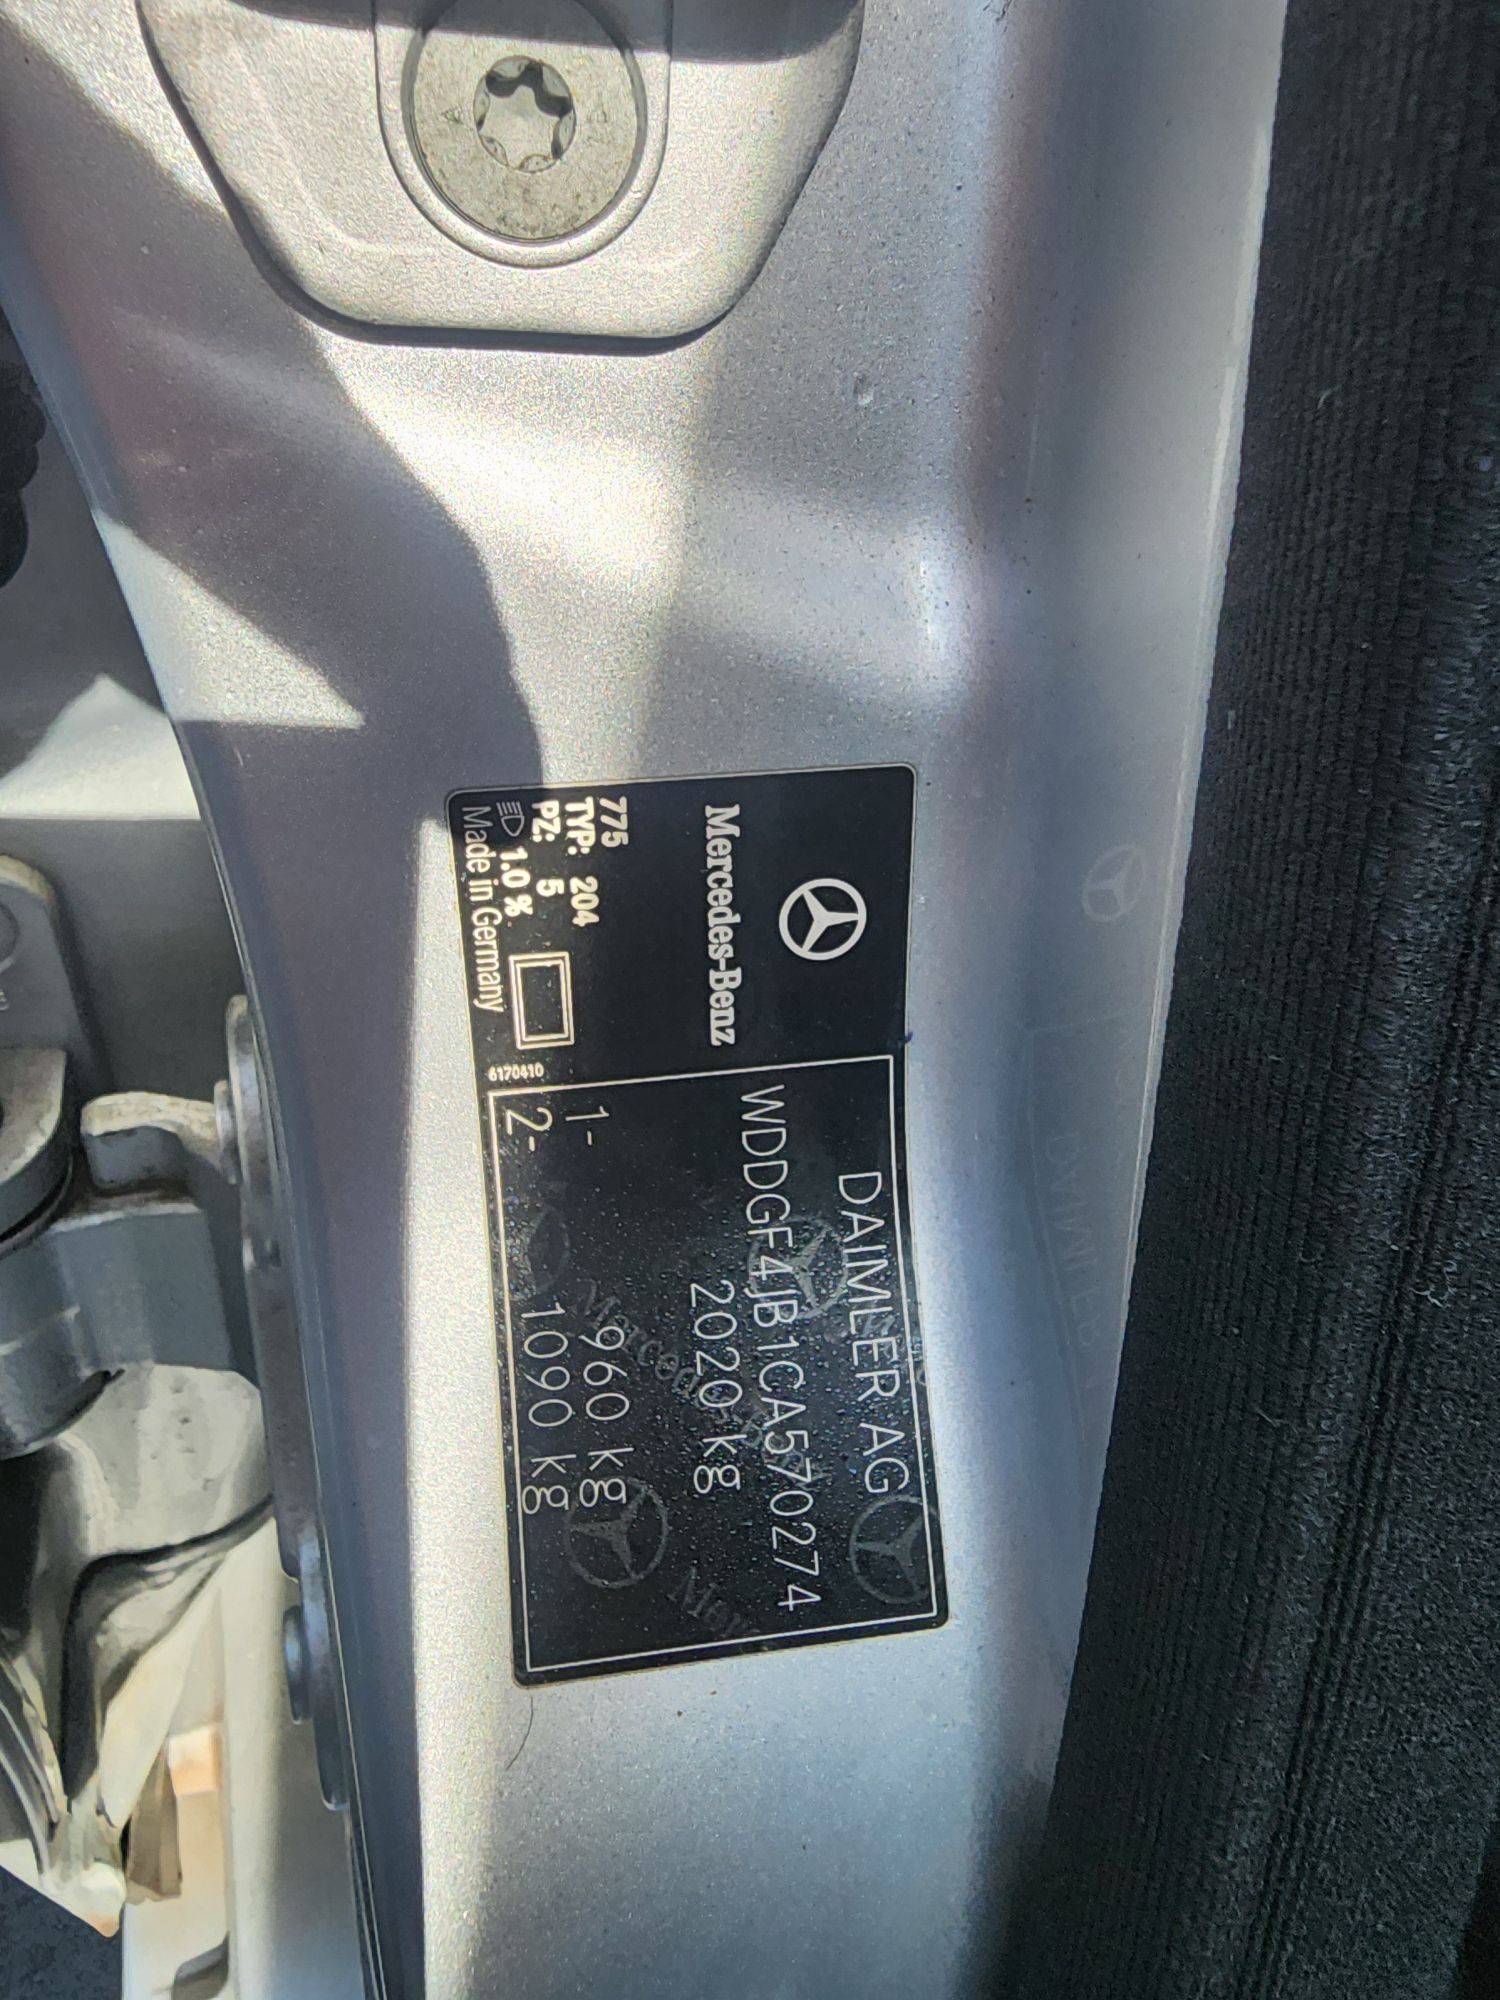 Mercedes-Benz
775
TYP: 204
PZ: 5
1.0 %
Made in Germany
6170410
DAIMLER AG
WDDGF4JB1CA570274
2020 kg
1- 960 kg
2- 1090 kg